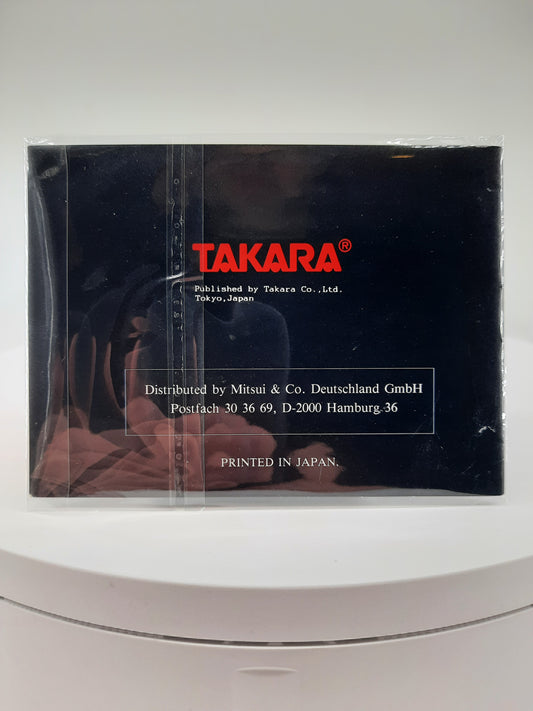 TAKARA®
Published by Takara Co.,Ltd.
Tokyo,Japan
Distributed by Mitsui & Co. Deutschland GmbH
Postfach 30 36 69, D-2000 Hamburg 36
PRINTED IN JAPAN.